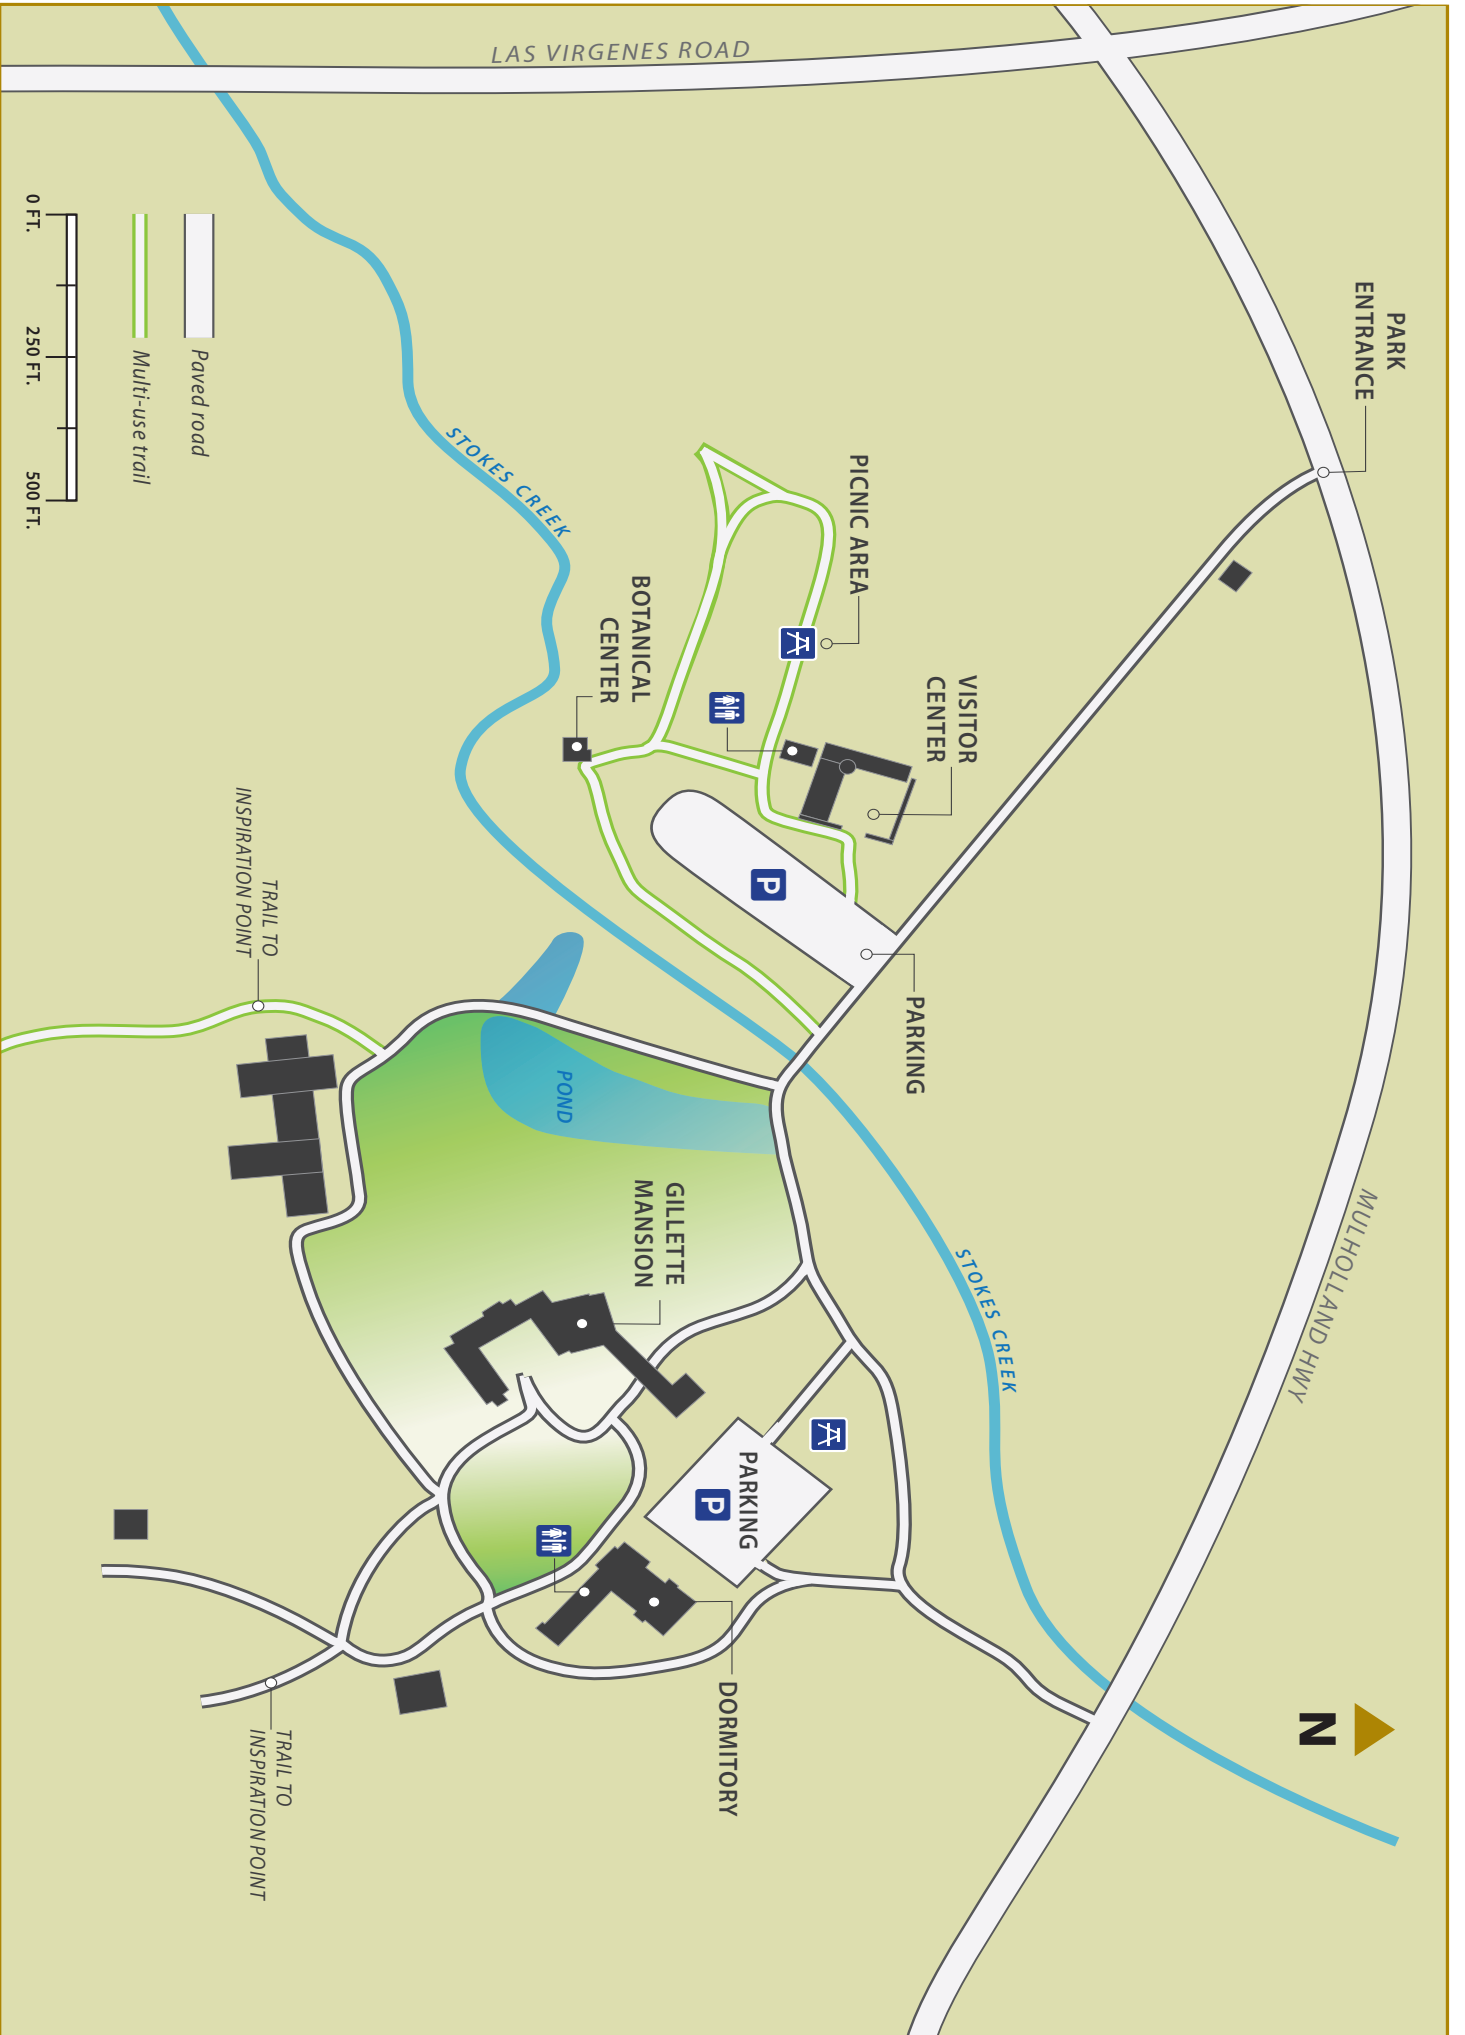 LAS VIRGENES ROAD
PARK
ENTRANCE
MULHOLLAND HWY
N
VISITOR
CENTER
PICNIC AREA
PARKING
P
BOTANICAL
CENTER
STOKES CREEK
STOKES CREEK
POND
GILLETTE
MANSION
PARKING
P
DORMITORY
TRAIL TO
INSPIRATION POINT
TRAIL TO
INSPIRATION POINT
Paved road
Multi-use trail
0 FT.
250 FT.
500 FT.